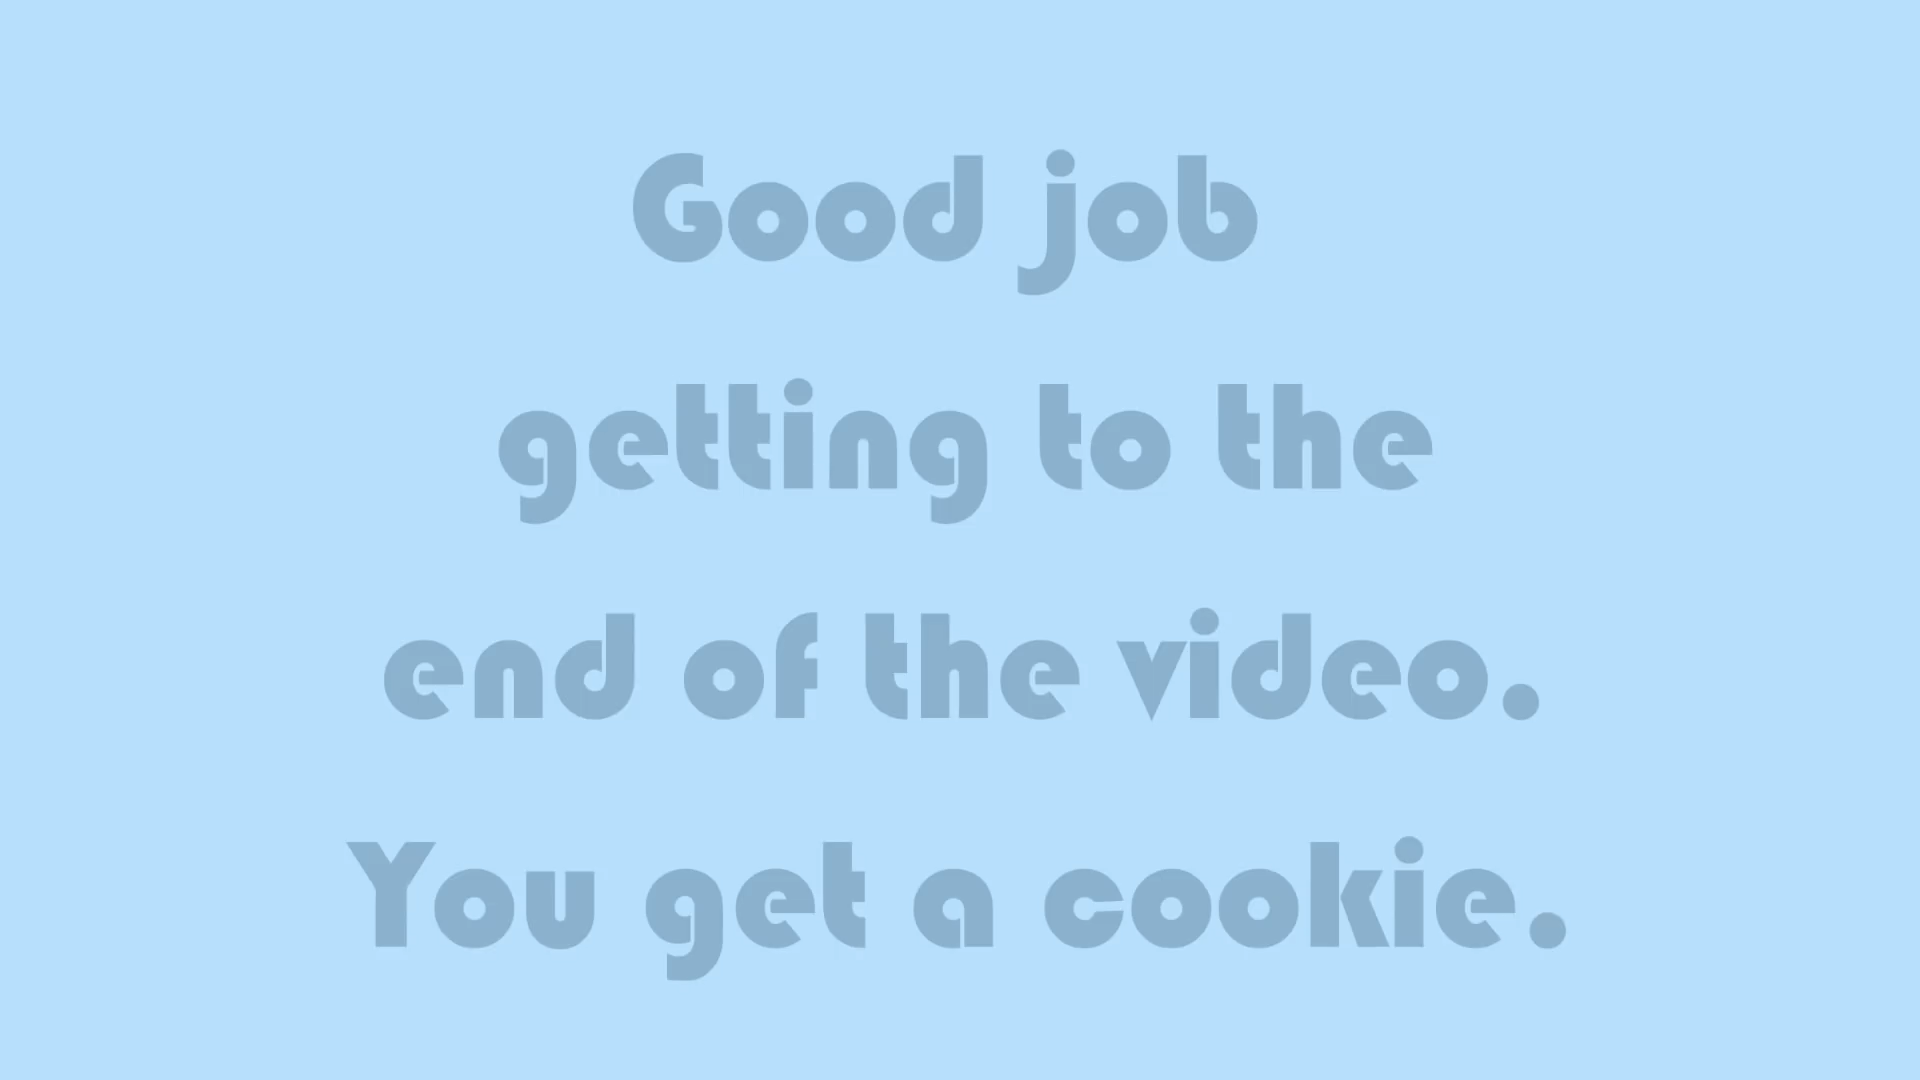 Good job
getting to the
end of the video.
You get a cookie.